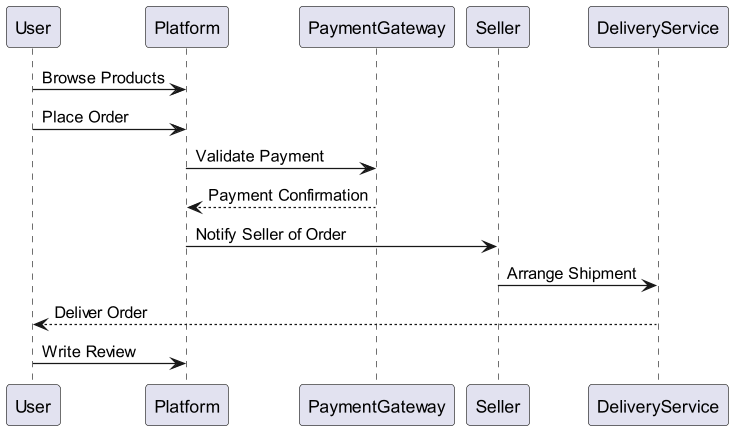 User
Platform
PaymentGateway
Seller
DeliveryService
Browse Products
Place Order
Validate Payment
Payment Confirmation
Notify Seller of Order
Arrange Shipment
Deliver Order
Write Review
User
Platform
PaymentGateway
Seller
DeliveryService